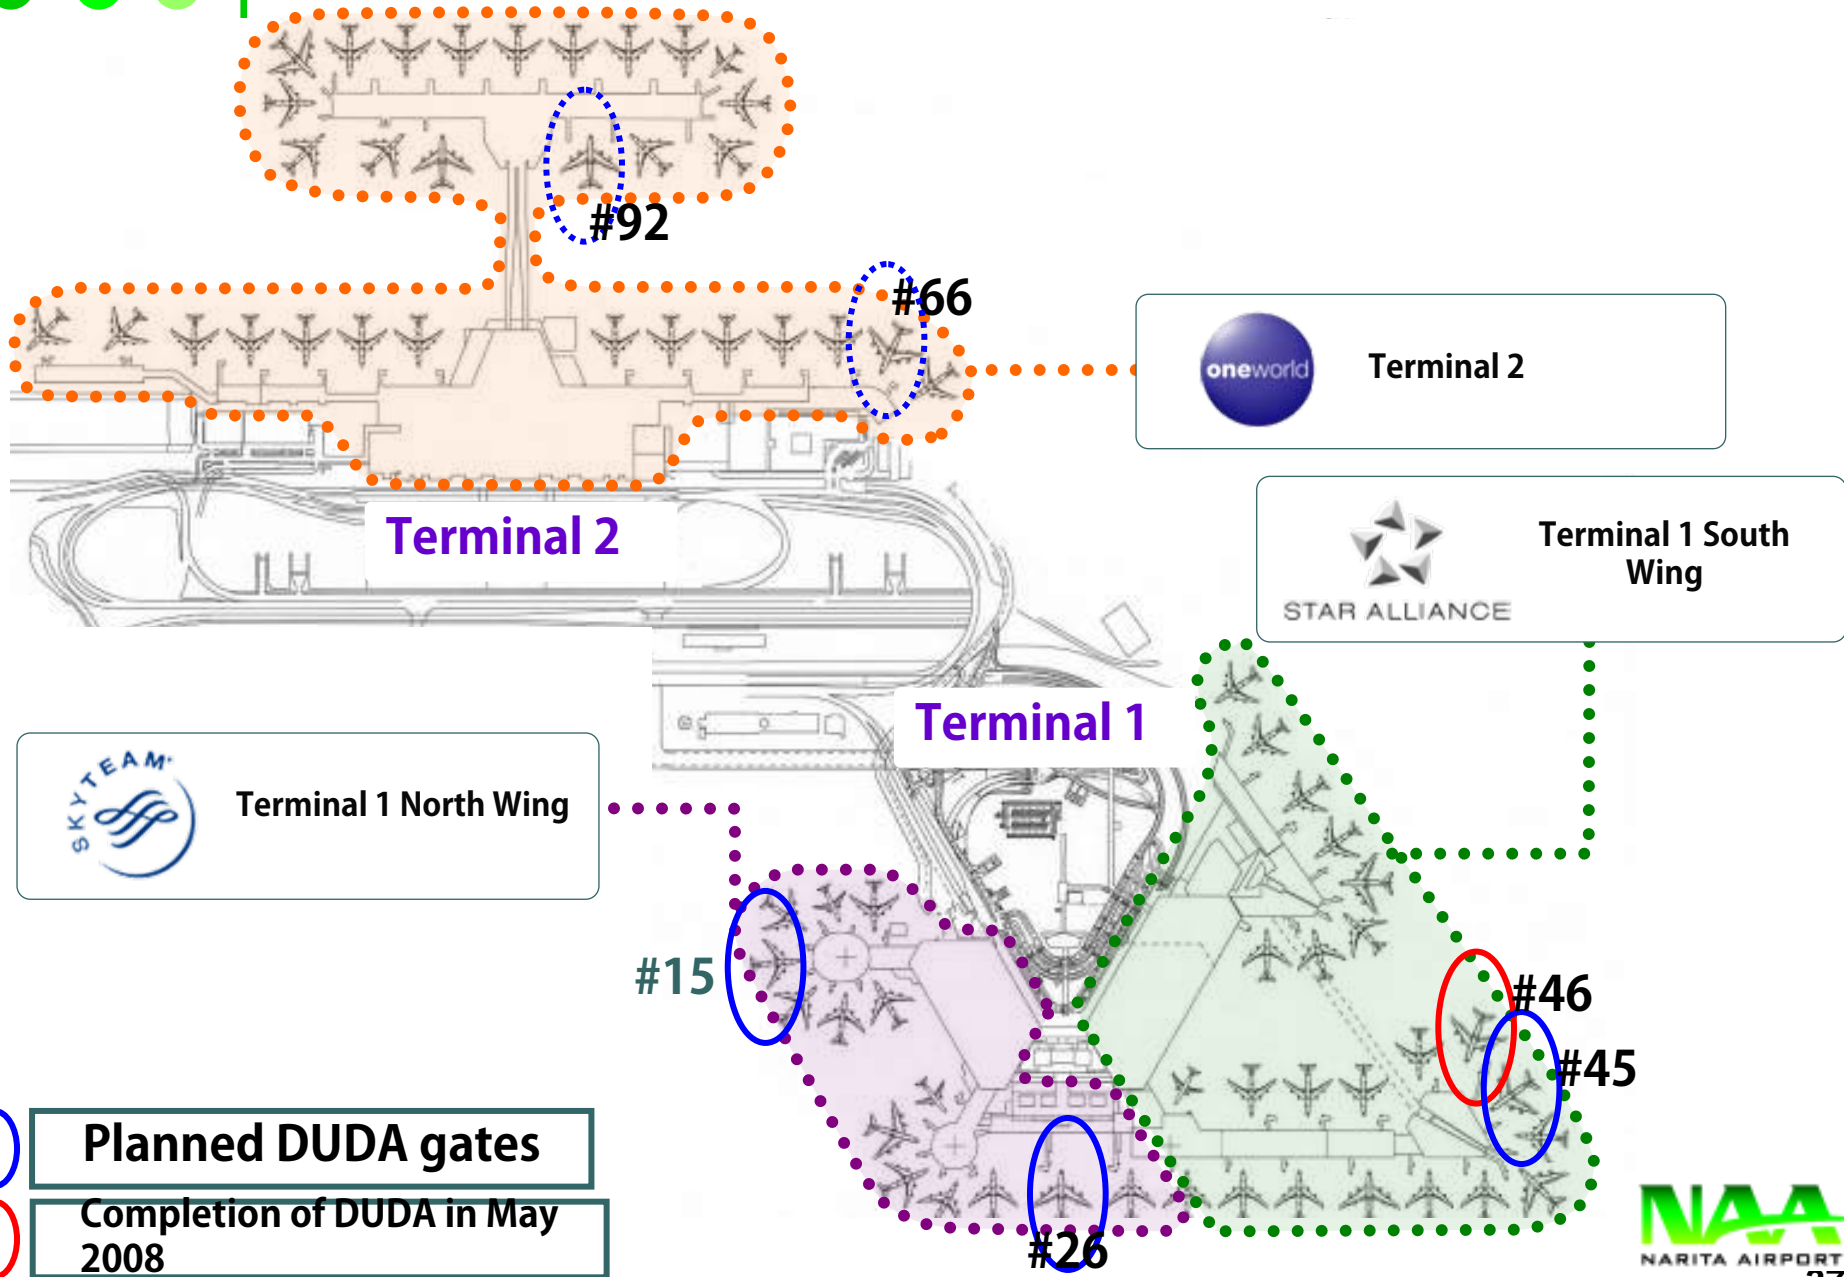 #92
#66
oneworld
Terminal 2
Terminal 2
STAR ALLIANCE
Terminal 1 South
Wing
Terminal 1
SKYTEAM
Terminal 1 North Wing
#15
#46
#45
#26
Planned DUDA gates
Completion of DUDA in May
2008
NAA
NARITA AIRPORT